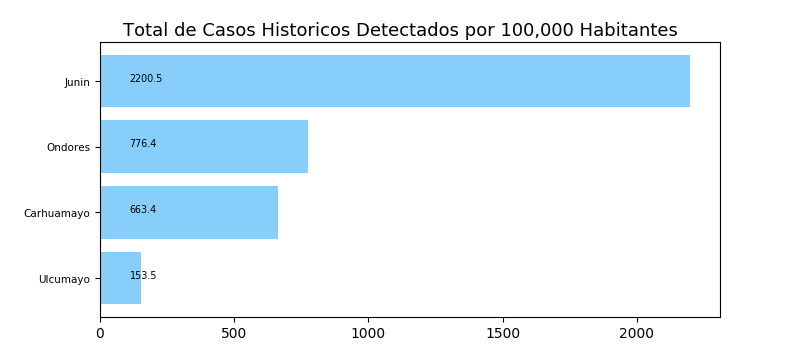 Total de Casos Historicos Detectados por 100,000 Habitantes
Junin 2200.5
Ondores 776.4
Carhuamayo 663.4
Ulcumayo 153.5
0 500 1000 1500 2000